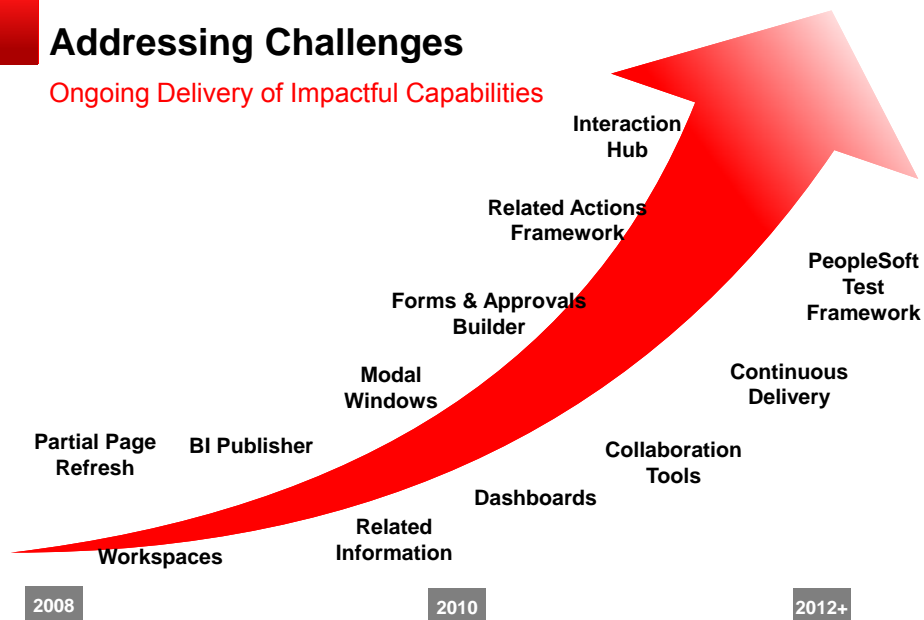 Addressing Challenges
Ongoing Delivery of Impactful Capabilities
Interaction
Hub
Related Actions
Framework
PeopleSoft
Test
Framework
Forms & Approvals
Builder
Modal
Windows
Continuous
Delivery
Partial Page
Refresh
BI Publisher
Collaboration
Tools
Dashboards
Related
Information
Workspaces
2008
2010
2012+